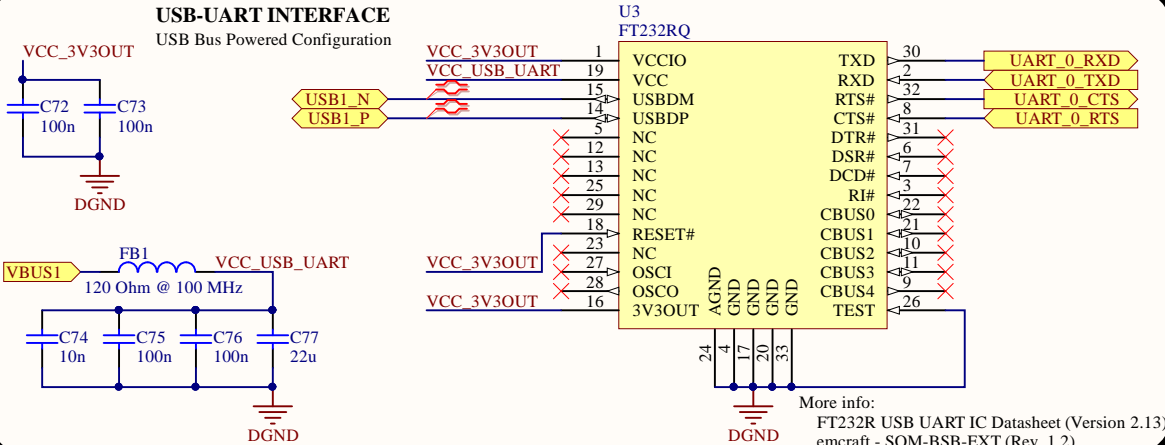 USB-UART INTERFACE
USB Bus Powered Configuration
VCC_3V3OUT
C72
100n
C73
100n
DGND
VBUS1
FB1
VCC_USB_UART
120 Ohm @ 100 MHz
C74
10n
C75
100n
C76
100n
C77
22u
DGND
U3
FT232RQ
VCC_3V3OUT 1 VCCIO
VCC_USB_UART 19 VCC
USB1_N 15 USBDM
USB1_P 14 USBDP
5 NC
12 NC
13 NC
25 NC
29 NC
18 RESET#
VCC_3V3OUT
23 NC
27 OSCI
28 OSCO
VCC_3V3OUT 16 3V3OUT
TXD 30 UART_0_RXD
RXD 2 UART_0_TXD
RTS# 32 UART_0_CTS
CTS# 8 UART_0_RTS
DTR# 31
DSR# 6
DCD# 7
RI# 3
CBUS0 22
CBUS1 21
CBUS2 10
CBUS3 11
CBUS4 9
TEST 26
AGND GND GND GND GND
24 4 17 20 33
DGND
More info:
FT232R USB UART IC Datasheet (Version 2.13)
emcraft - SOM-BSB-EXT (Rev. 1.2)